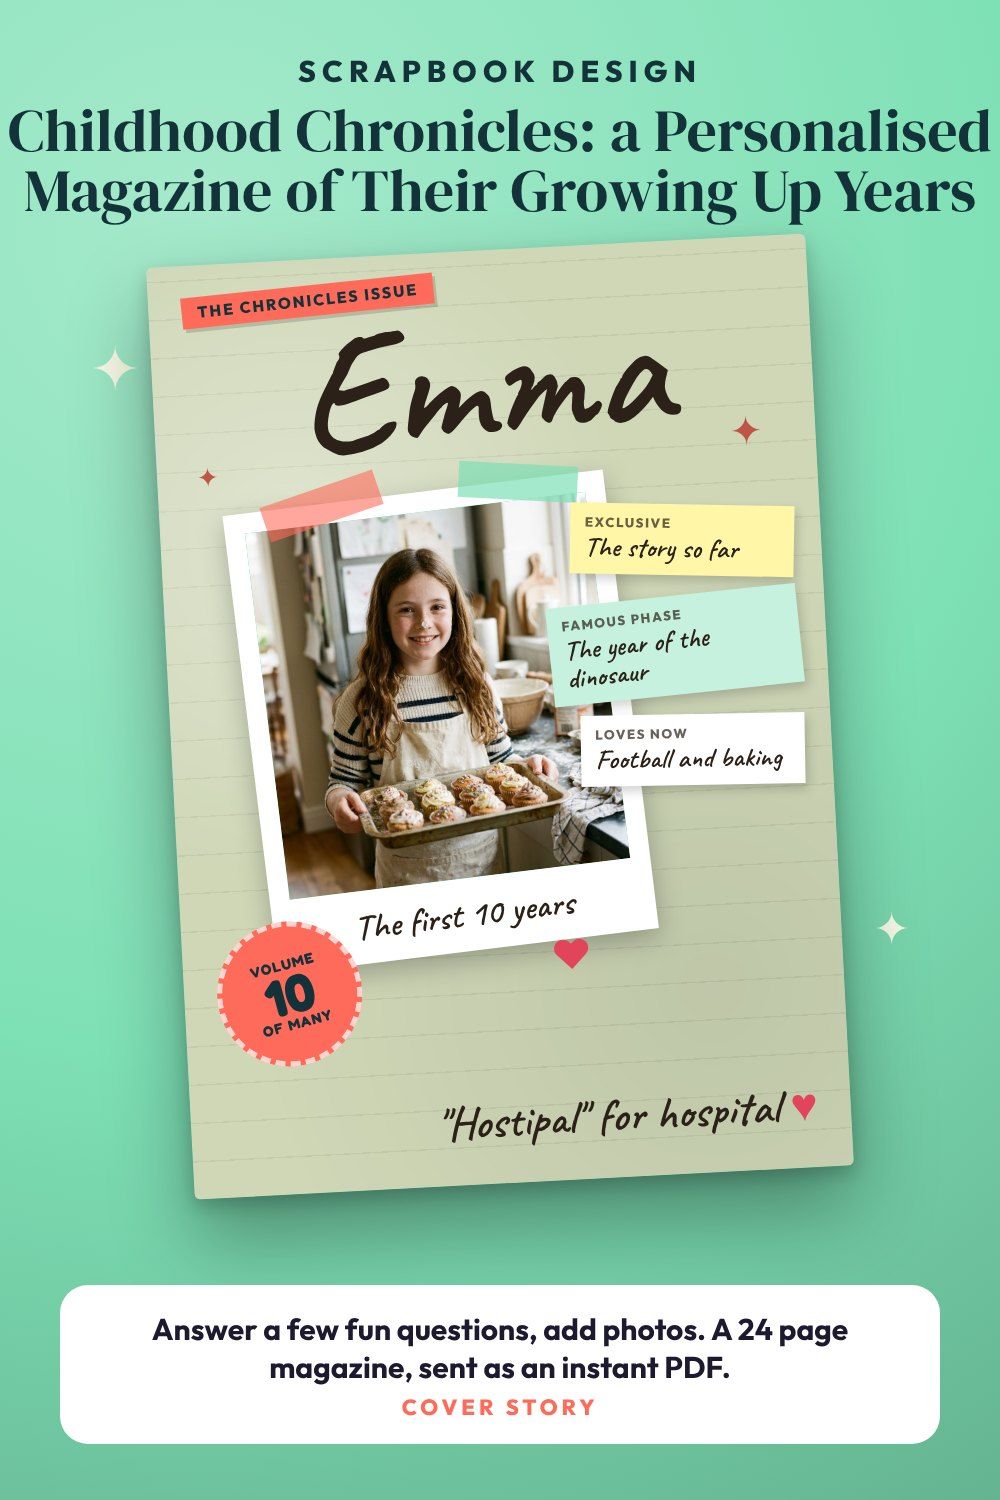 SCRAPBOOK DESIGN
Childhood Chronicles: a Personalised
Magazine of Their Growing Up Years
THE CHRONICLES ISSUE
Emma
EXCLUSIVE
The story so far
FAMOUS PHASE
The year of the
dinosaur
LOVES NOW
Football and baking
The first 10 years
VOLUME
10
OF MANY
"Hostipal" for hospital ♥
Answer a few fun questions, add photos. A 24 page
magazine, sent as an instant PDF.
COVER STORY